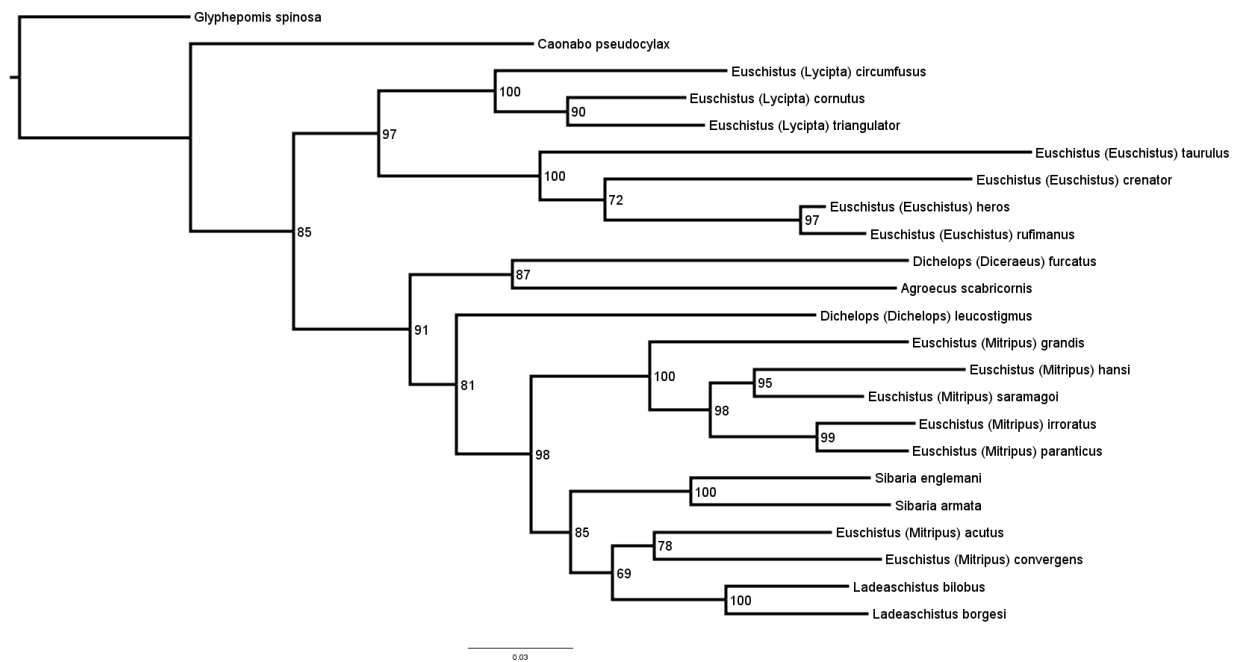 Glyphepomis spinosa
Caonabo pseudocylax
Euschistus (Lycipta) circumfusus
100
Euschistus (Lycipta) cornutus
90
Euschistus (Lycipta) triangulator
97
Euschistus (Euschistus) taurulus
100
Euschistus (Euschistus) crenator
72
Euschistus (Euschistus) heros
97
85
Euschistus (Euschistus) rufimanus
Dichelops (Diceraeus) furcatus
87
Agroecus scabricornis
Dichelops (Dichelops) leucostigmus
91
Euschistus (Mitripus) grandis
Euschistus (Mitripus) hansi
100
95
81
Euschistus (Mitripus) saramagoi
98
Euschistus (Mitripus) irroratus
99
Euschistus (Mitripus) paranticus
98
Sibaria englemani
100
Sibaria armata
Euschistus (Mitripus) acutus
85
78
Euschistus (Mitripus) convergens
69
Ladeaschistus bilobus
100
Ladeaschistus borgesi
0.03